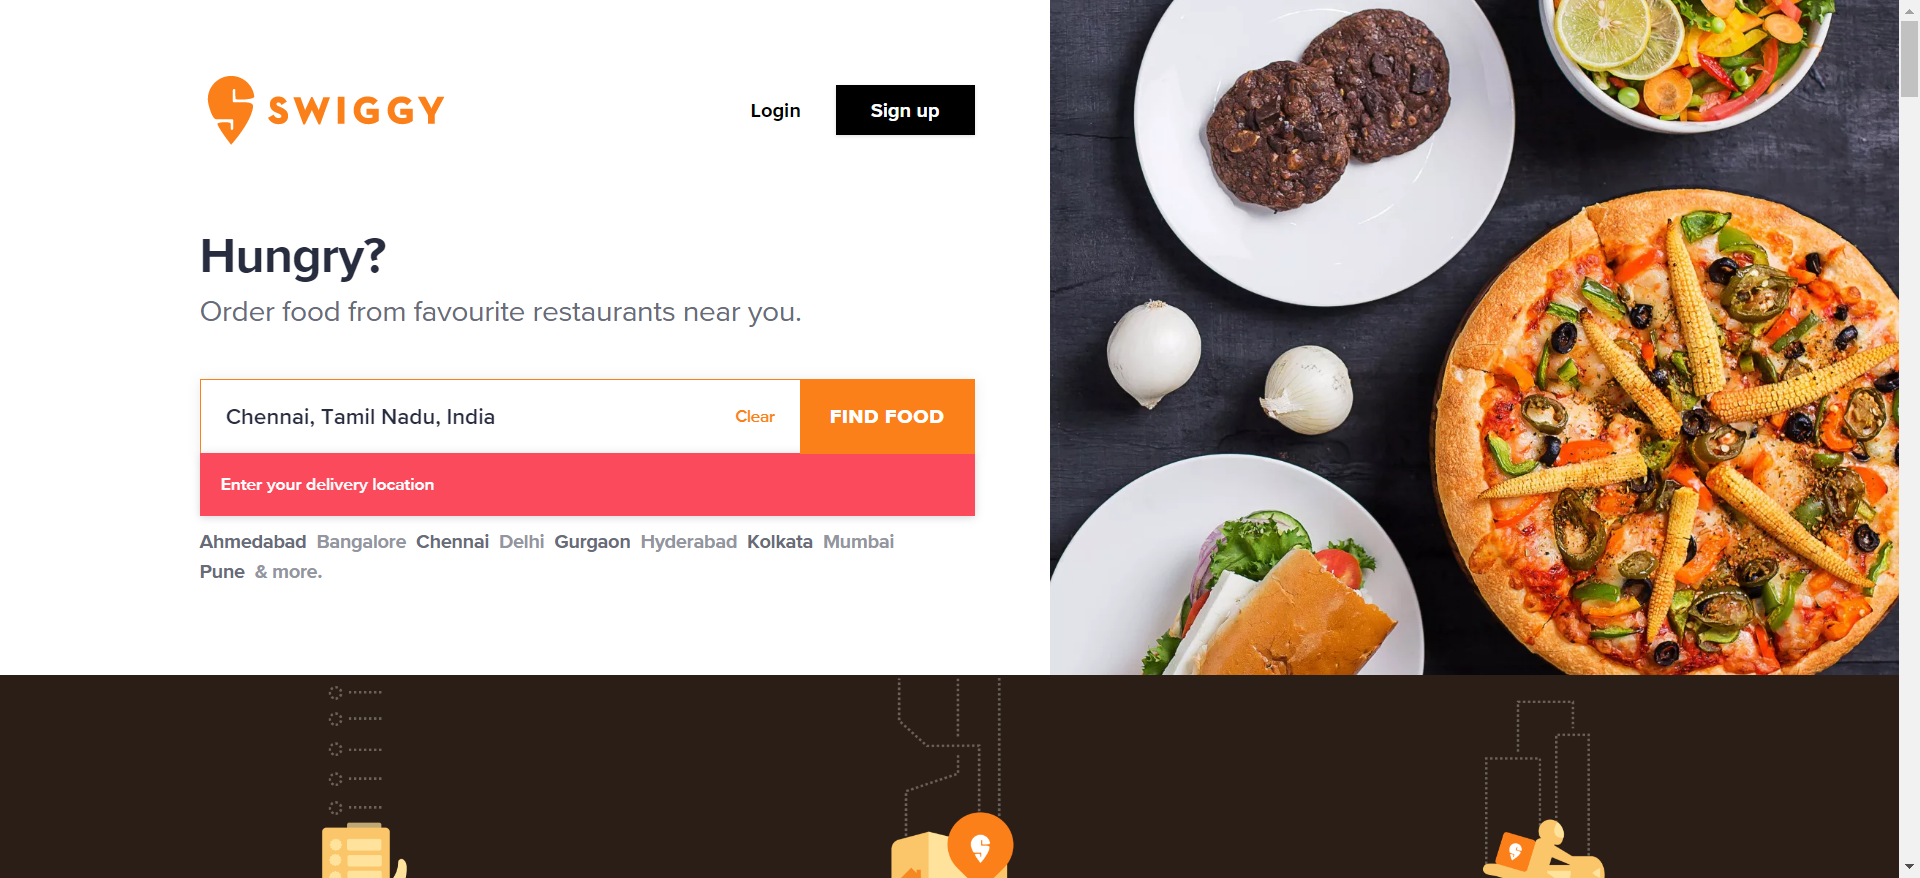 SWIGGY
Login
Sign up
Hungry?
Order food from favourite restaurants near you.
Chennai, Tamil Nadu, India
Clear
FIND FOOD
Enter your delivery location
Ahmedabad Bangalore Chennai Delhi Gurgaon Hyderabad Kolkata Mumbai
Pune & more.